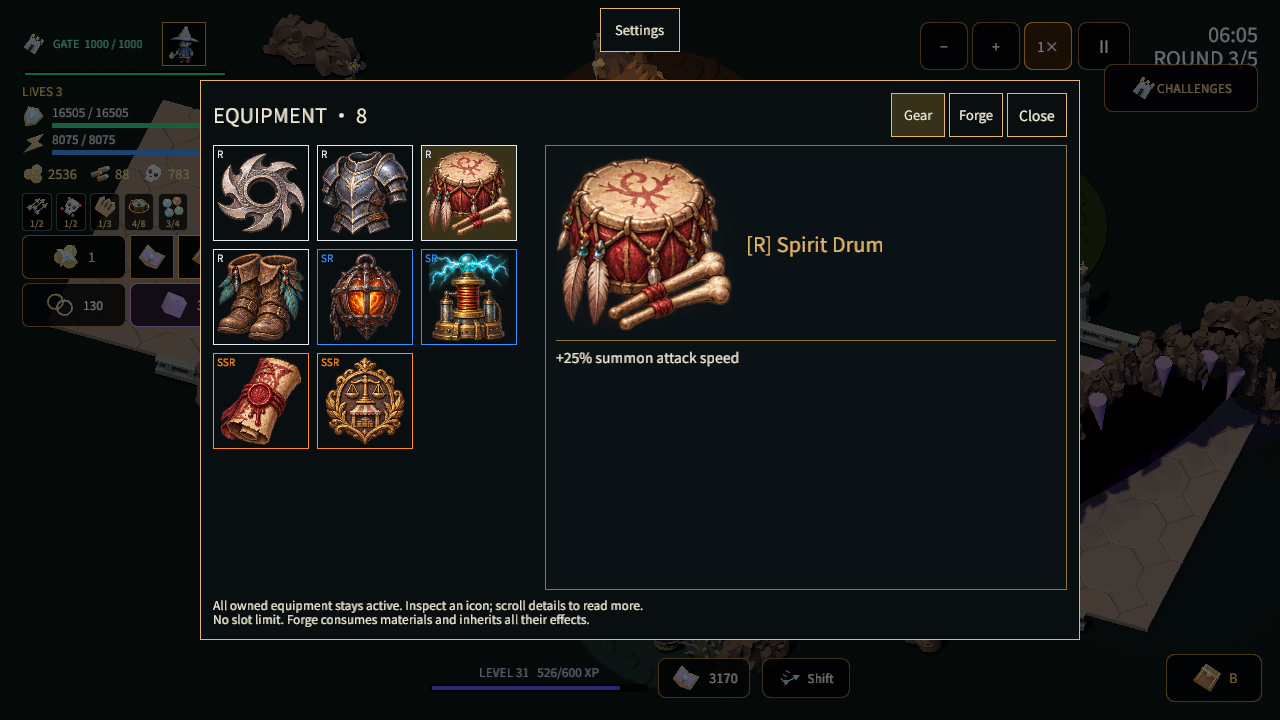 Settings
GATE 1000 / 1000
− + 1× II
06:05
ROUND 3/5
CHALLENGES
LIVES 3
16505 / 16505
8075 / 8075
2536 88 783
1/2 1/2 1/3 4/8 3/4
1
130
EQUIPMENT • 8
Gear Forge Close
R R R
R SR SR
SSR SSR
[R] Spirit Drum
+25% summon attack speed
All owned equipment stays active. Inspect an icon; scroll details to read more.
No slot limit. Forge consumes materials and inherits all their effects.
LEVEL 31 526/600 XP
3170
Shift
B